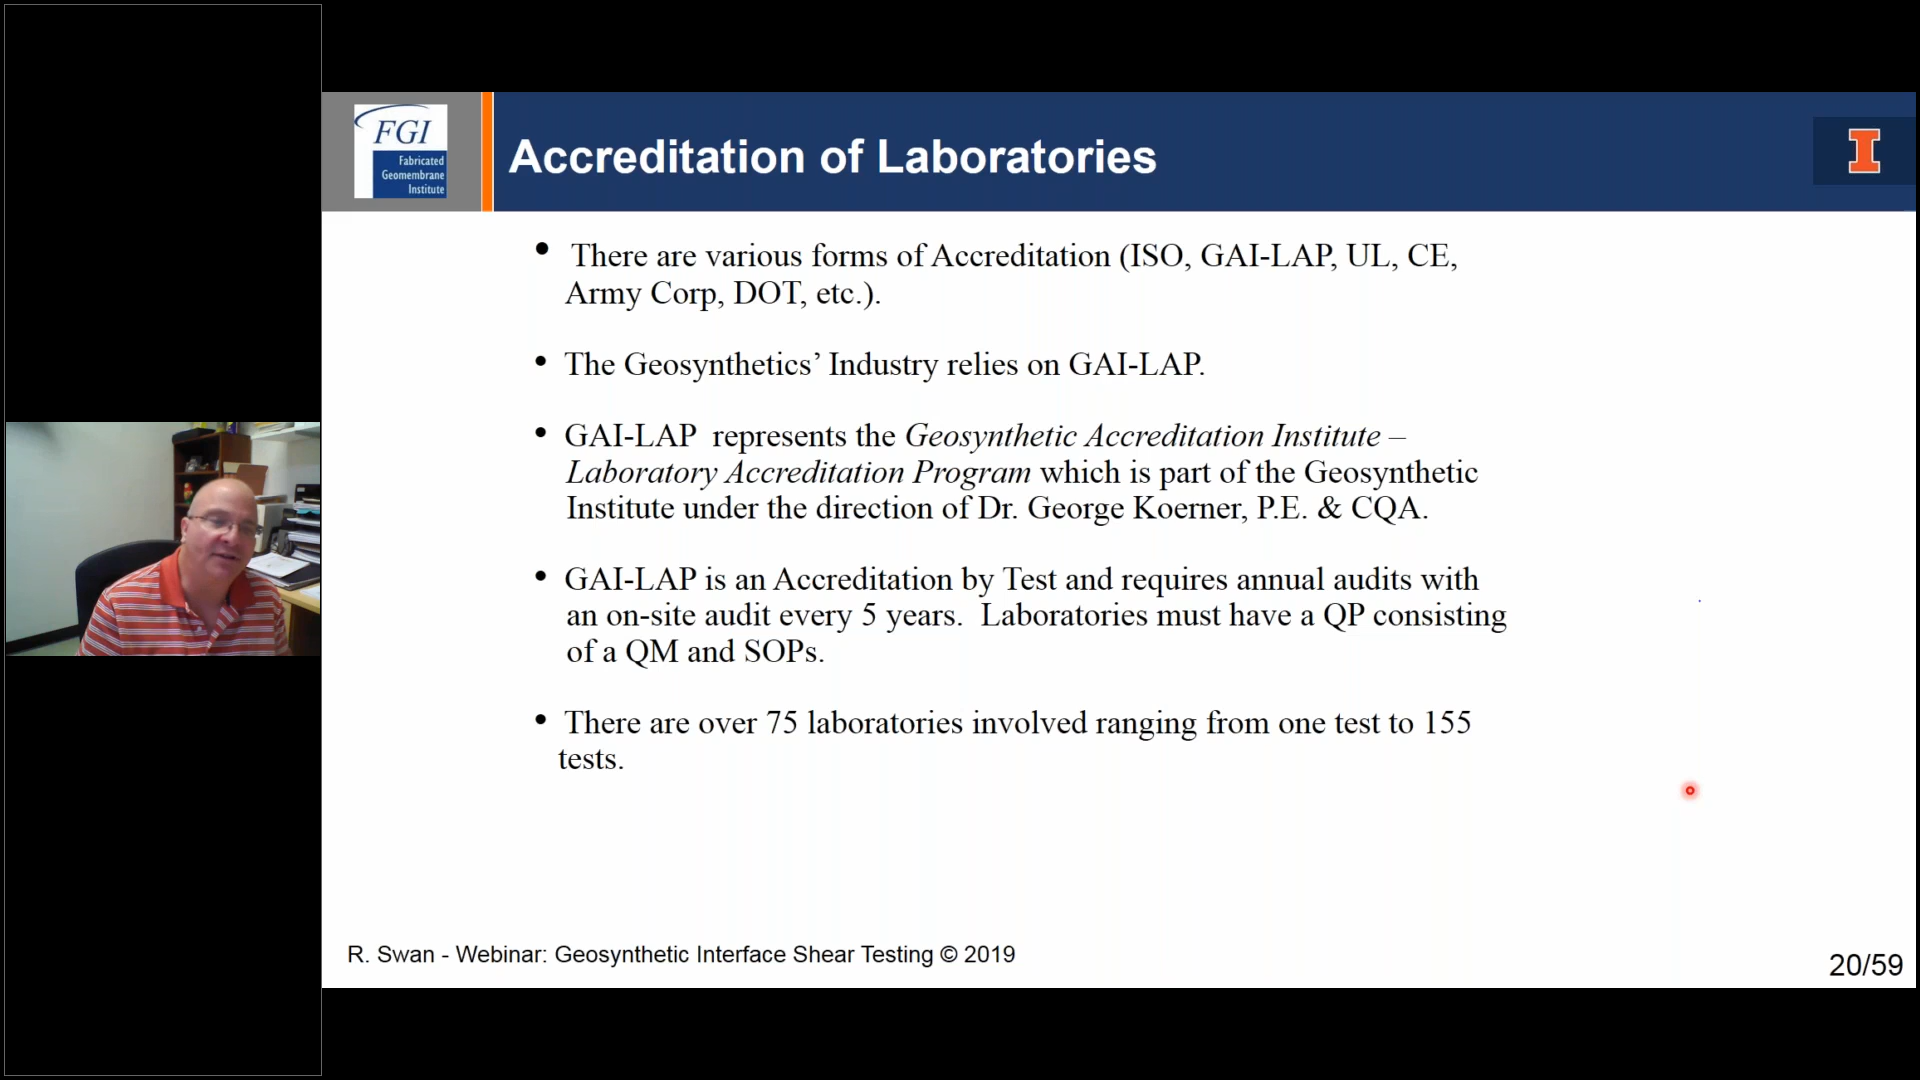 FGI
Fabricated
Geomembrane
Institute
Accreditation of Laboratories
I
• There are various forms of Accreditation (ISO, GAI-LAP, UL, CE,
Army Corp, DOT, etc.).
• The Geosynthetics’ Industry relies on GAI-LAP.
• GAI-LAP represents the Geosynthetic Accreditation Institute –
Laboratory Accreditation Program which is part of the Geosynthetic
Institute under the direction of Dr. George Koerner, P.E. & CQA.
• GAI-LAP is an Accreditation by Test and requires annual audits with
an on-site audit every 5 years. Laboratories must have a QP consisting
of a QM and SOPs.
• There are over 75 laboratories involved ranging from one test to 155
tests.
R. Swan - Webinar: Geosynthetic Interface Shear Testing © 2019
20/59